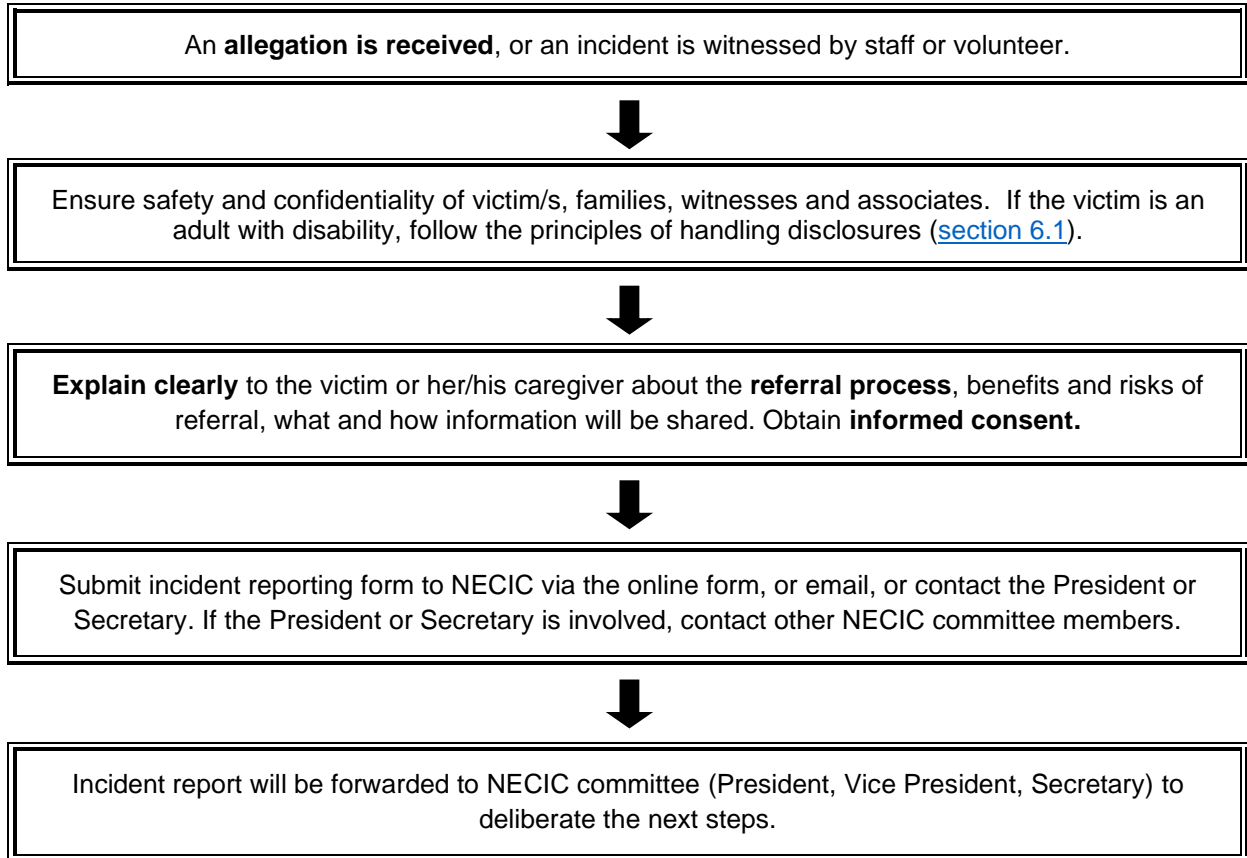 An allegation is received, or an incident is witnessed by staff or volunteer.
Ensure safety and confidentiality of victim/s, families, witnesses and associates.  If the victim is an
adult with disability, follow the principles of handling disclosures (section 6.1).
Explain clearly to the victim or her/his caregiver about the referral process, benefits and risks of
referral, what and how information will be shared. Obtain informed consent.
Submit incident reporting form to NECIC via the online form, or email, or contact the President or
Secretary. If the President or Secretary is involved, contact other NECIC committee members.
Incident report will be forwarded to NECIC committee (President, Vice President, Secretary) to
deliberate the next steps.